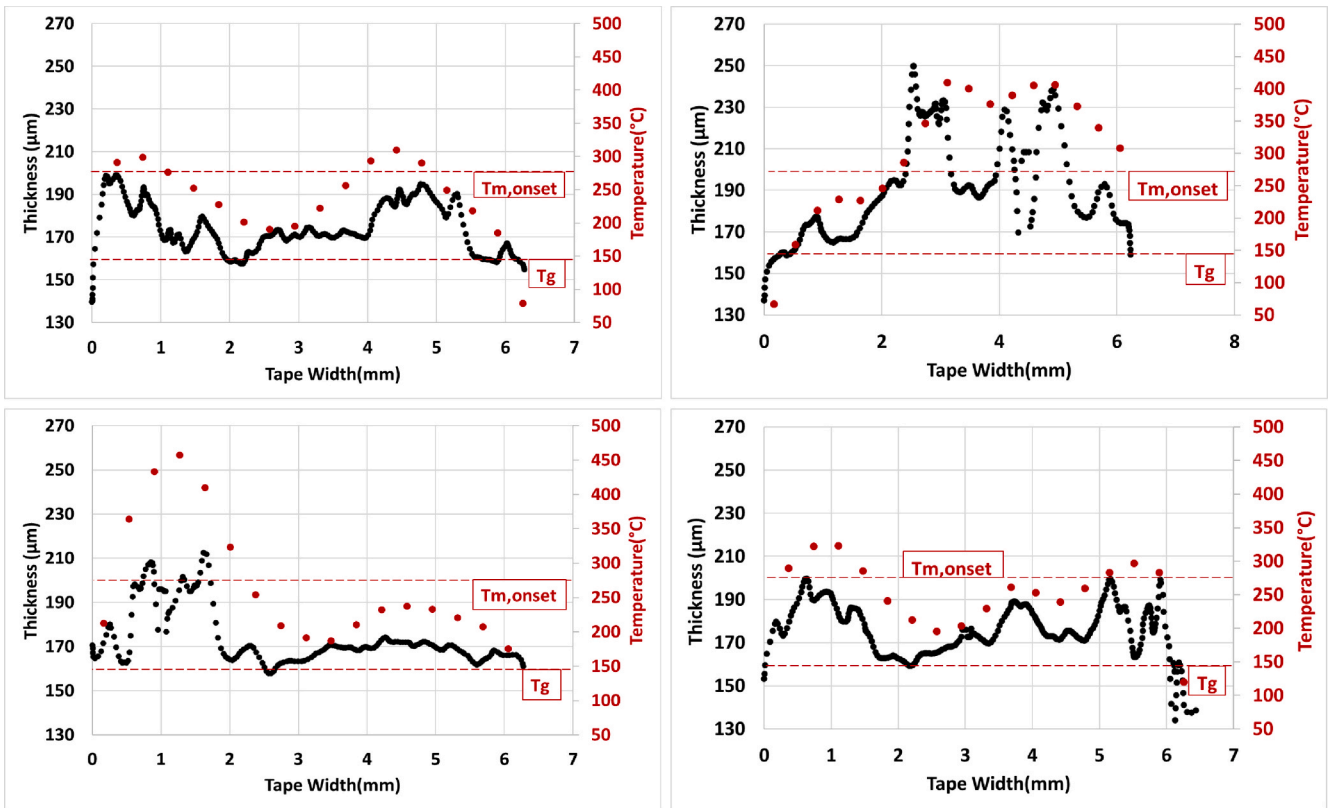 270 500
250 450
230 400
210 350
190 300
170 250
150 200
130 150
100
50
Thickness (µm)
Temperature(°C)
Tm,onset
Tg
0 1 2 3 4 5 6 7
Tape Width(mm)
270 500
250 450
230 400
210 350
190 300
170 250
150 200
130 150
100
50
Thickness (µm)
Temperature(°C)
Tm,onset
Tg
0 2 4 6 8
Tape Width(mm)
270 500
250 450
230 400
210 350
190 300
170 250
150 200
130 150
100
50
Thickness (µm)
Temperature(°C)
Tm,onset
Tg
0 1 2 3 4 5 6 7
Tape Width(mm)
270 500
250 450
230 400
210 350
190 300
170 250
150 200
130 150
100
50
Thickness (µm)
Temperature(°C)
Tm,onset
Tg
0 1 2 3 4 5 6 7
Tape Width(mm)